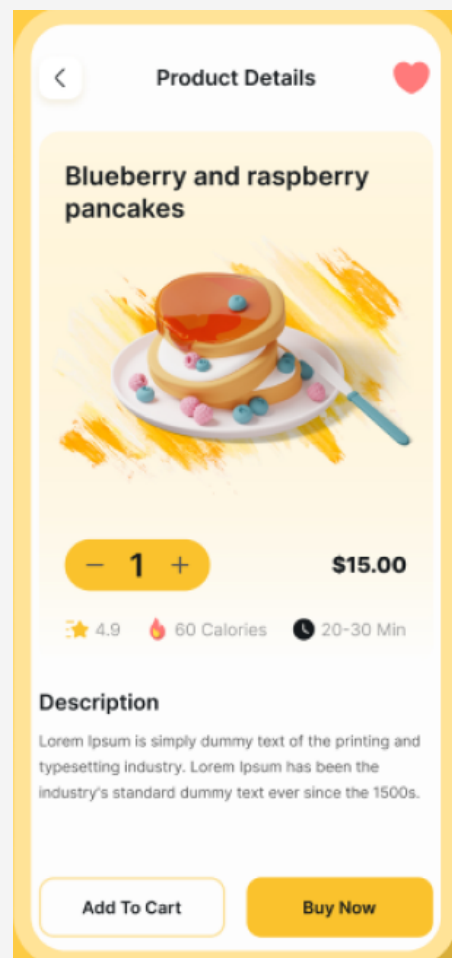 Product Details
Blueberry and raspberry
pancakes
− 1 +
$15.00
4.9 60 Calories 20-30 Min
Description
Lorem Ipsum is simply dummy text of the printing and
typesetting industry. Lorem Ipsum has been the
industry's standard dummy text ever since the 1500s.
Add To Cart Buy Now